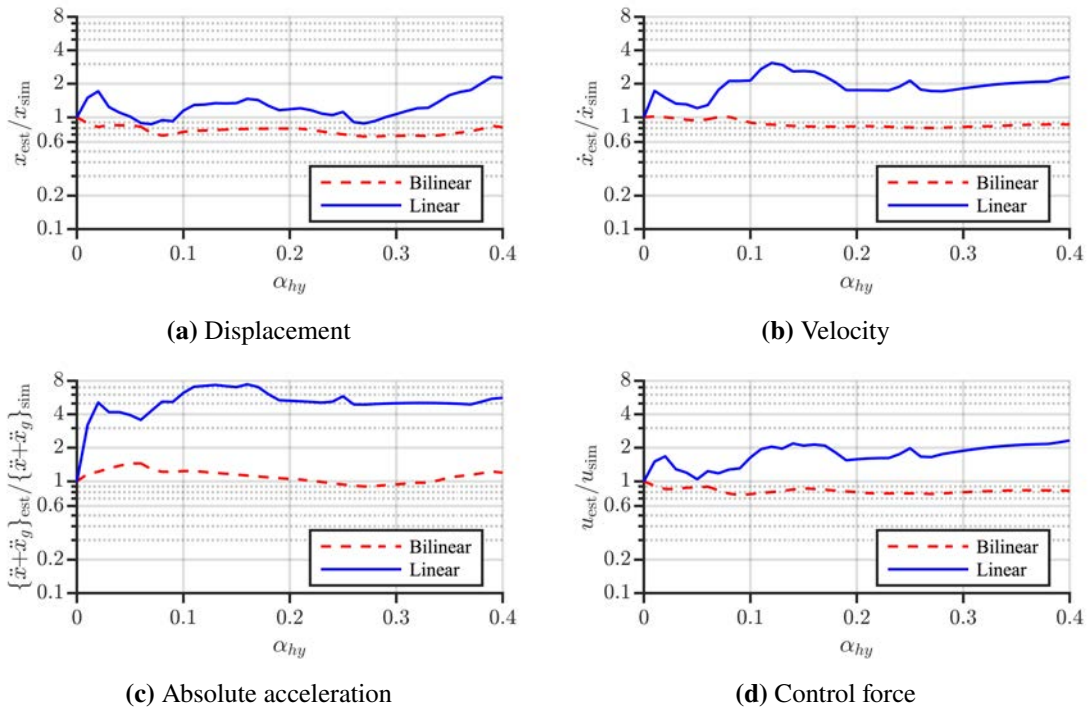 8
4
2
1
0.6
0.2
0.1
x_est/x_sim
0 0.1 0.2 0.3 0.4
α_hy
Bilinear
Linear
(a) Displacement
8
4
2
1
0.6
0.2
0.1
ẋ_est/ẋ_sim
0 0.1 0.2 0.3 0.4
α_hy
Bilinear
Linear
(b) Velocity
8
4
2
1
0.6
0.2
0.1
{ẍ+ẍ_g}_est/{ẍ+ẍ_g}_sim
0 0.1 0.2 0.3 0.4
α_hy
Bilinear
Linear
(c) Absolute acceleration
8
4
2
1
0.6
0.2
0.1
u_est/u_sim
0 0.1 0.2 0.3 0.4
α_hy
Bilinear
Linear
(d) Control force